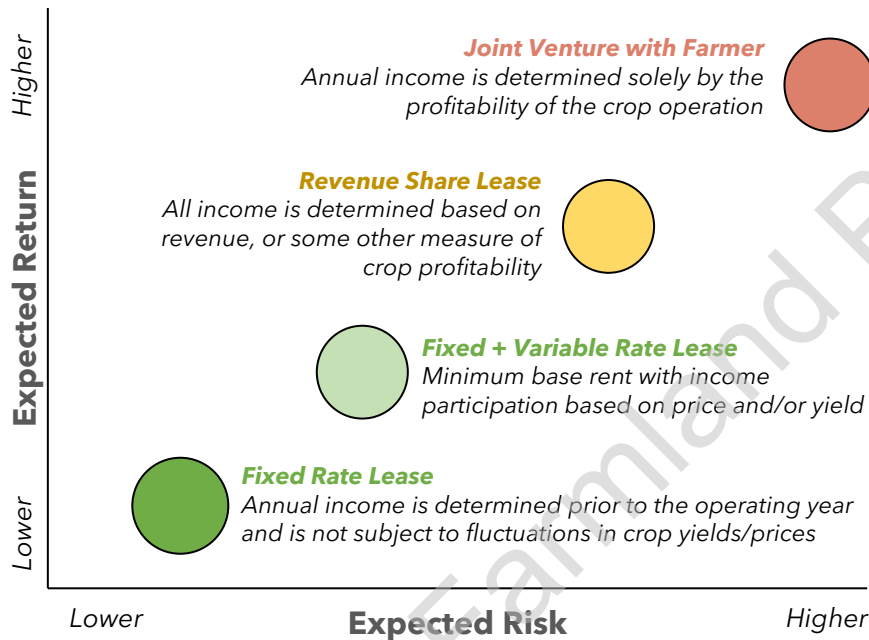 Higher
Joint Venture with Farmer
Annual income is determined solely by the
profitability of the crop operation
Revenue Share Lease
All income is determined based on
revenue, or some other measure of
crop profitability
Expected Return
Fixed + Variable Rate Lease
Minimum base rent with income
participation based on price and/or yield
Fixed Rate Lease
Annual income is determined prior to the operating year
and is not subject to fluctuations in crop yields/prices
Lower
Lower
Expected Risk
Higher
Farmland